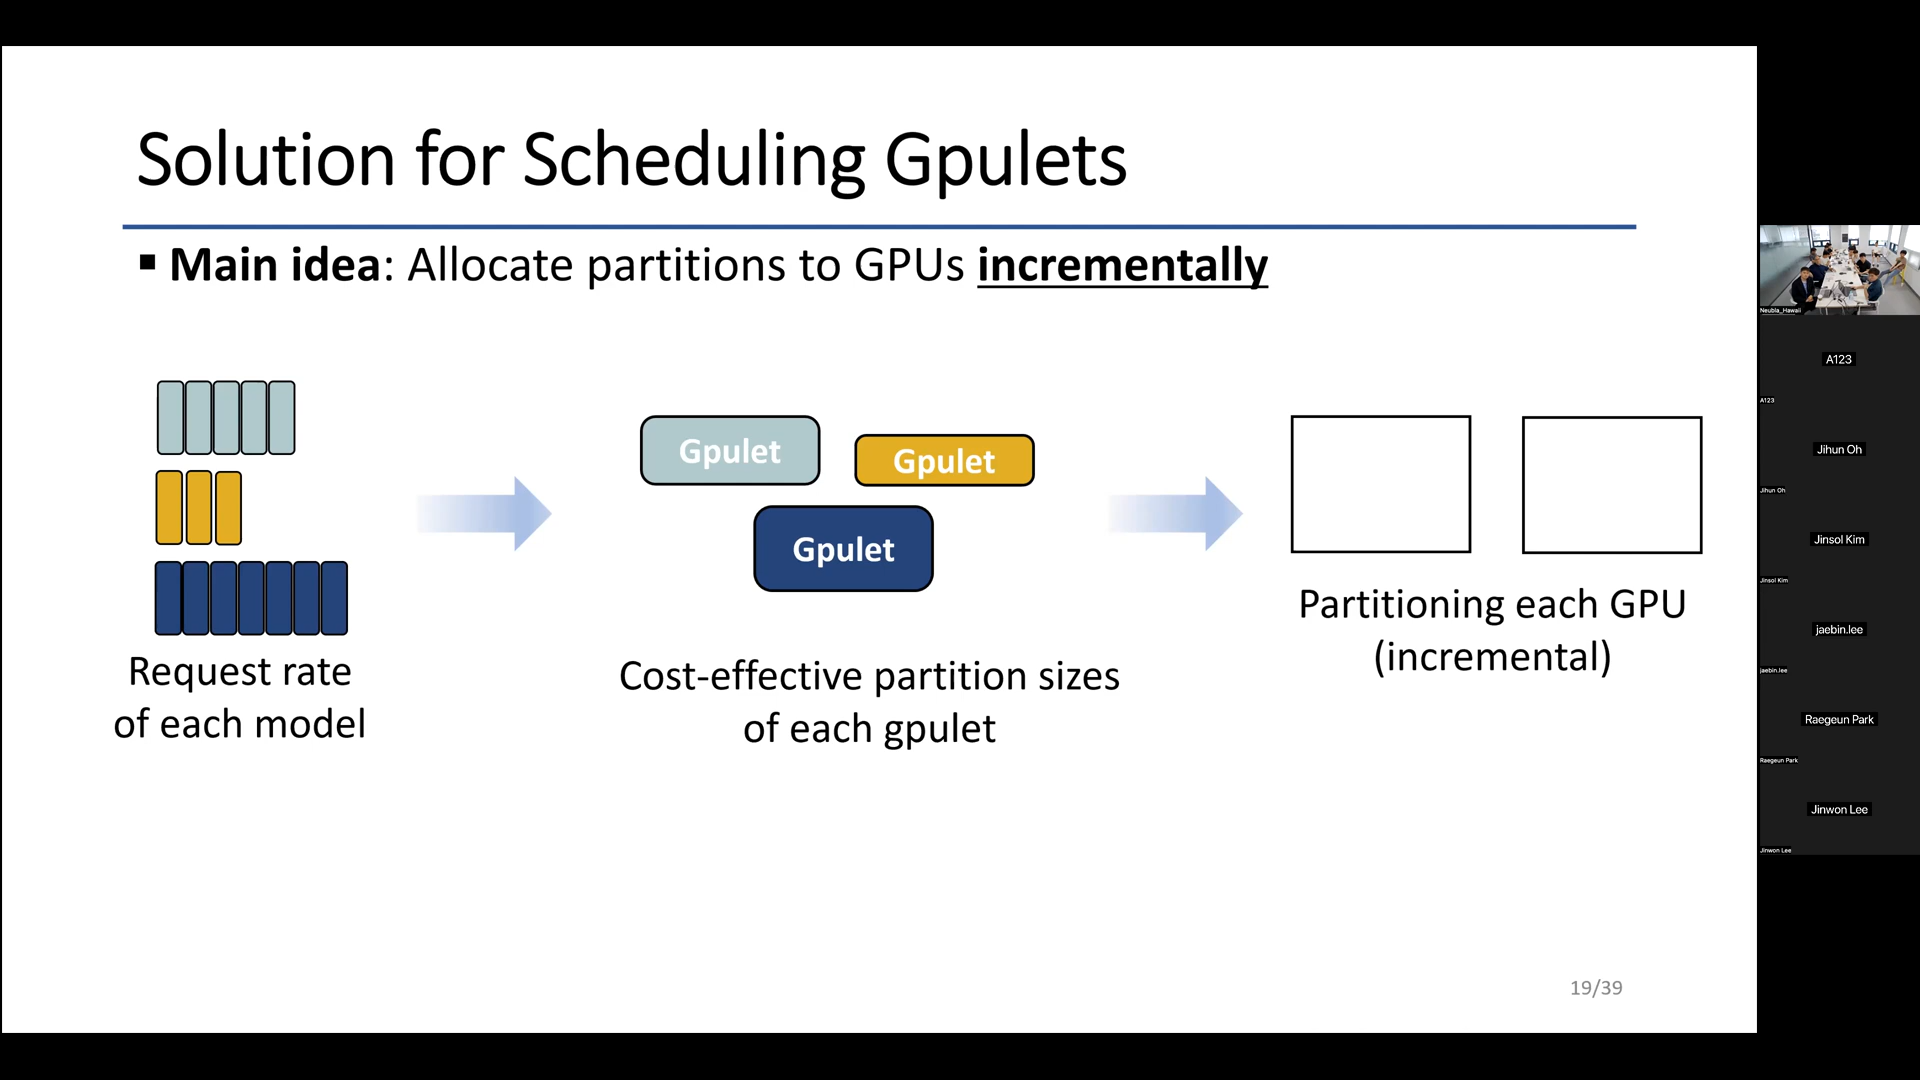 Solution for Scheduling Gpulets
▪ Main idea: Allocate partitions to GPUs incrementally
Gpulet
Gpulet
Gpulet
Request rate
of each model
Cost-effective partition sizes
of each gpulet
Partitioning each GPU
(incremental)
19/39
Neubla_Hawaii
A123
A123
Jihun Oh
Jihun Oh
Jinsol Kim
Jinsol Kim
jaebin.lee
jaebin.lee
Raegeun Park
Raegeun Park
Jinwon Lee
Jinwon Lee